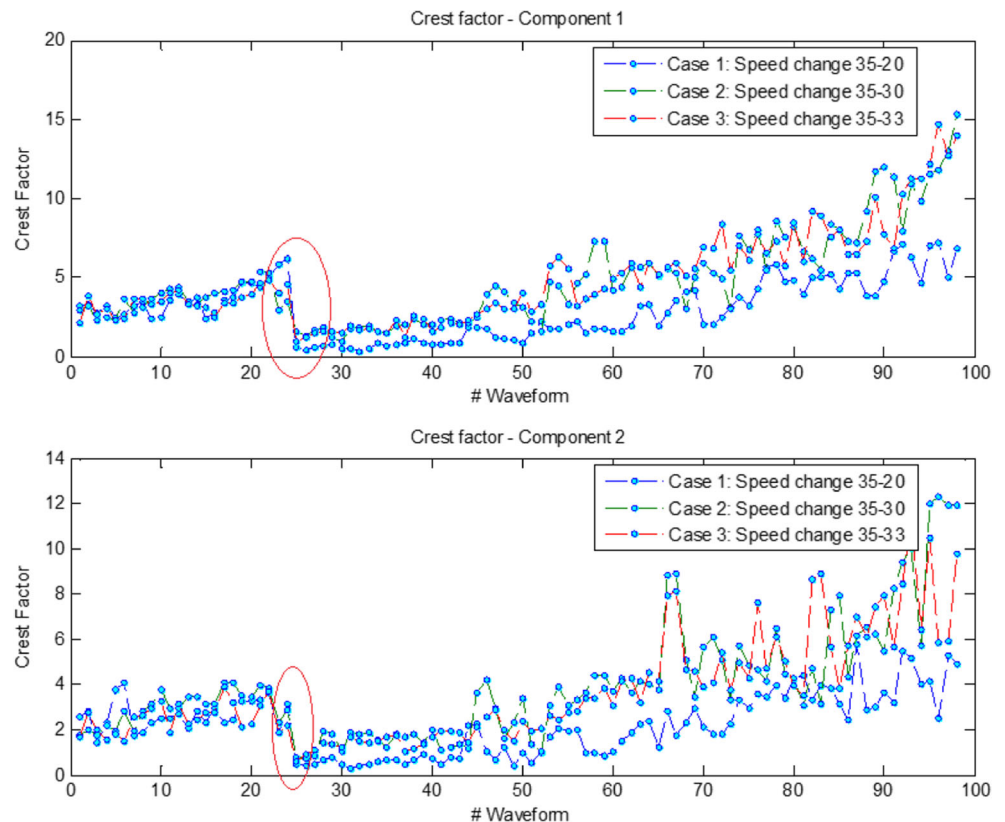 Crest factor - Component 1
20
15
10
5
0
Crest Factor
Case 1: Speed change 35-20
Case 2: Speed change 35-30
Case 3: Speed change 35-33
0 10 20 30 40 50 60 70 80 90 100
# Waveform
Crest factor - Component 2
14
12
10
8
6
4
2
0
Crest Factor
Case 1: Speed change 35-20
Case 2: Speed change 35-30
Case 3: Speed change 35-33
0 10 20 30 40 50 60 70 80 90 100
# Waveform